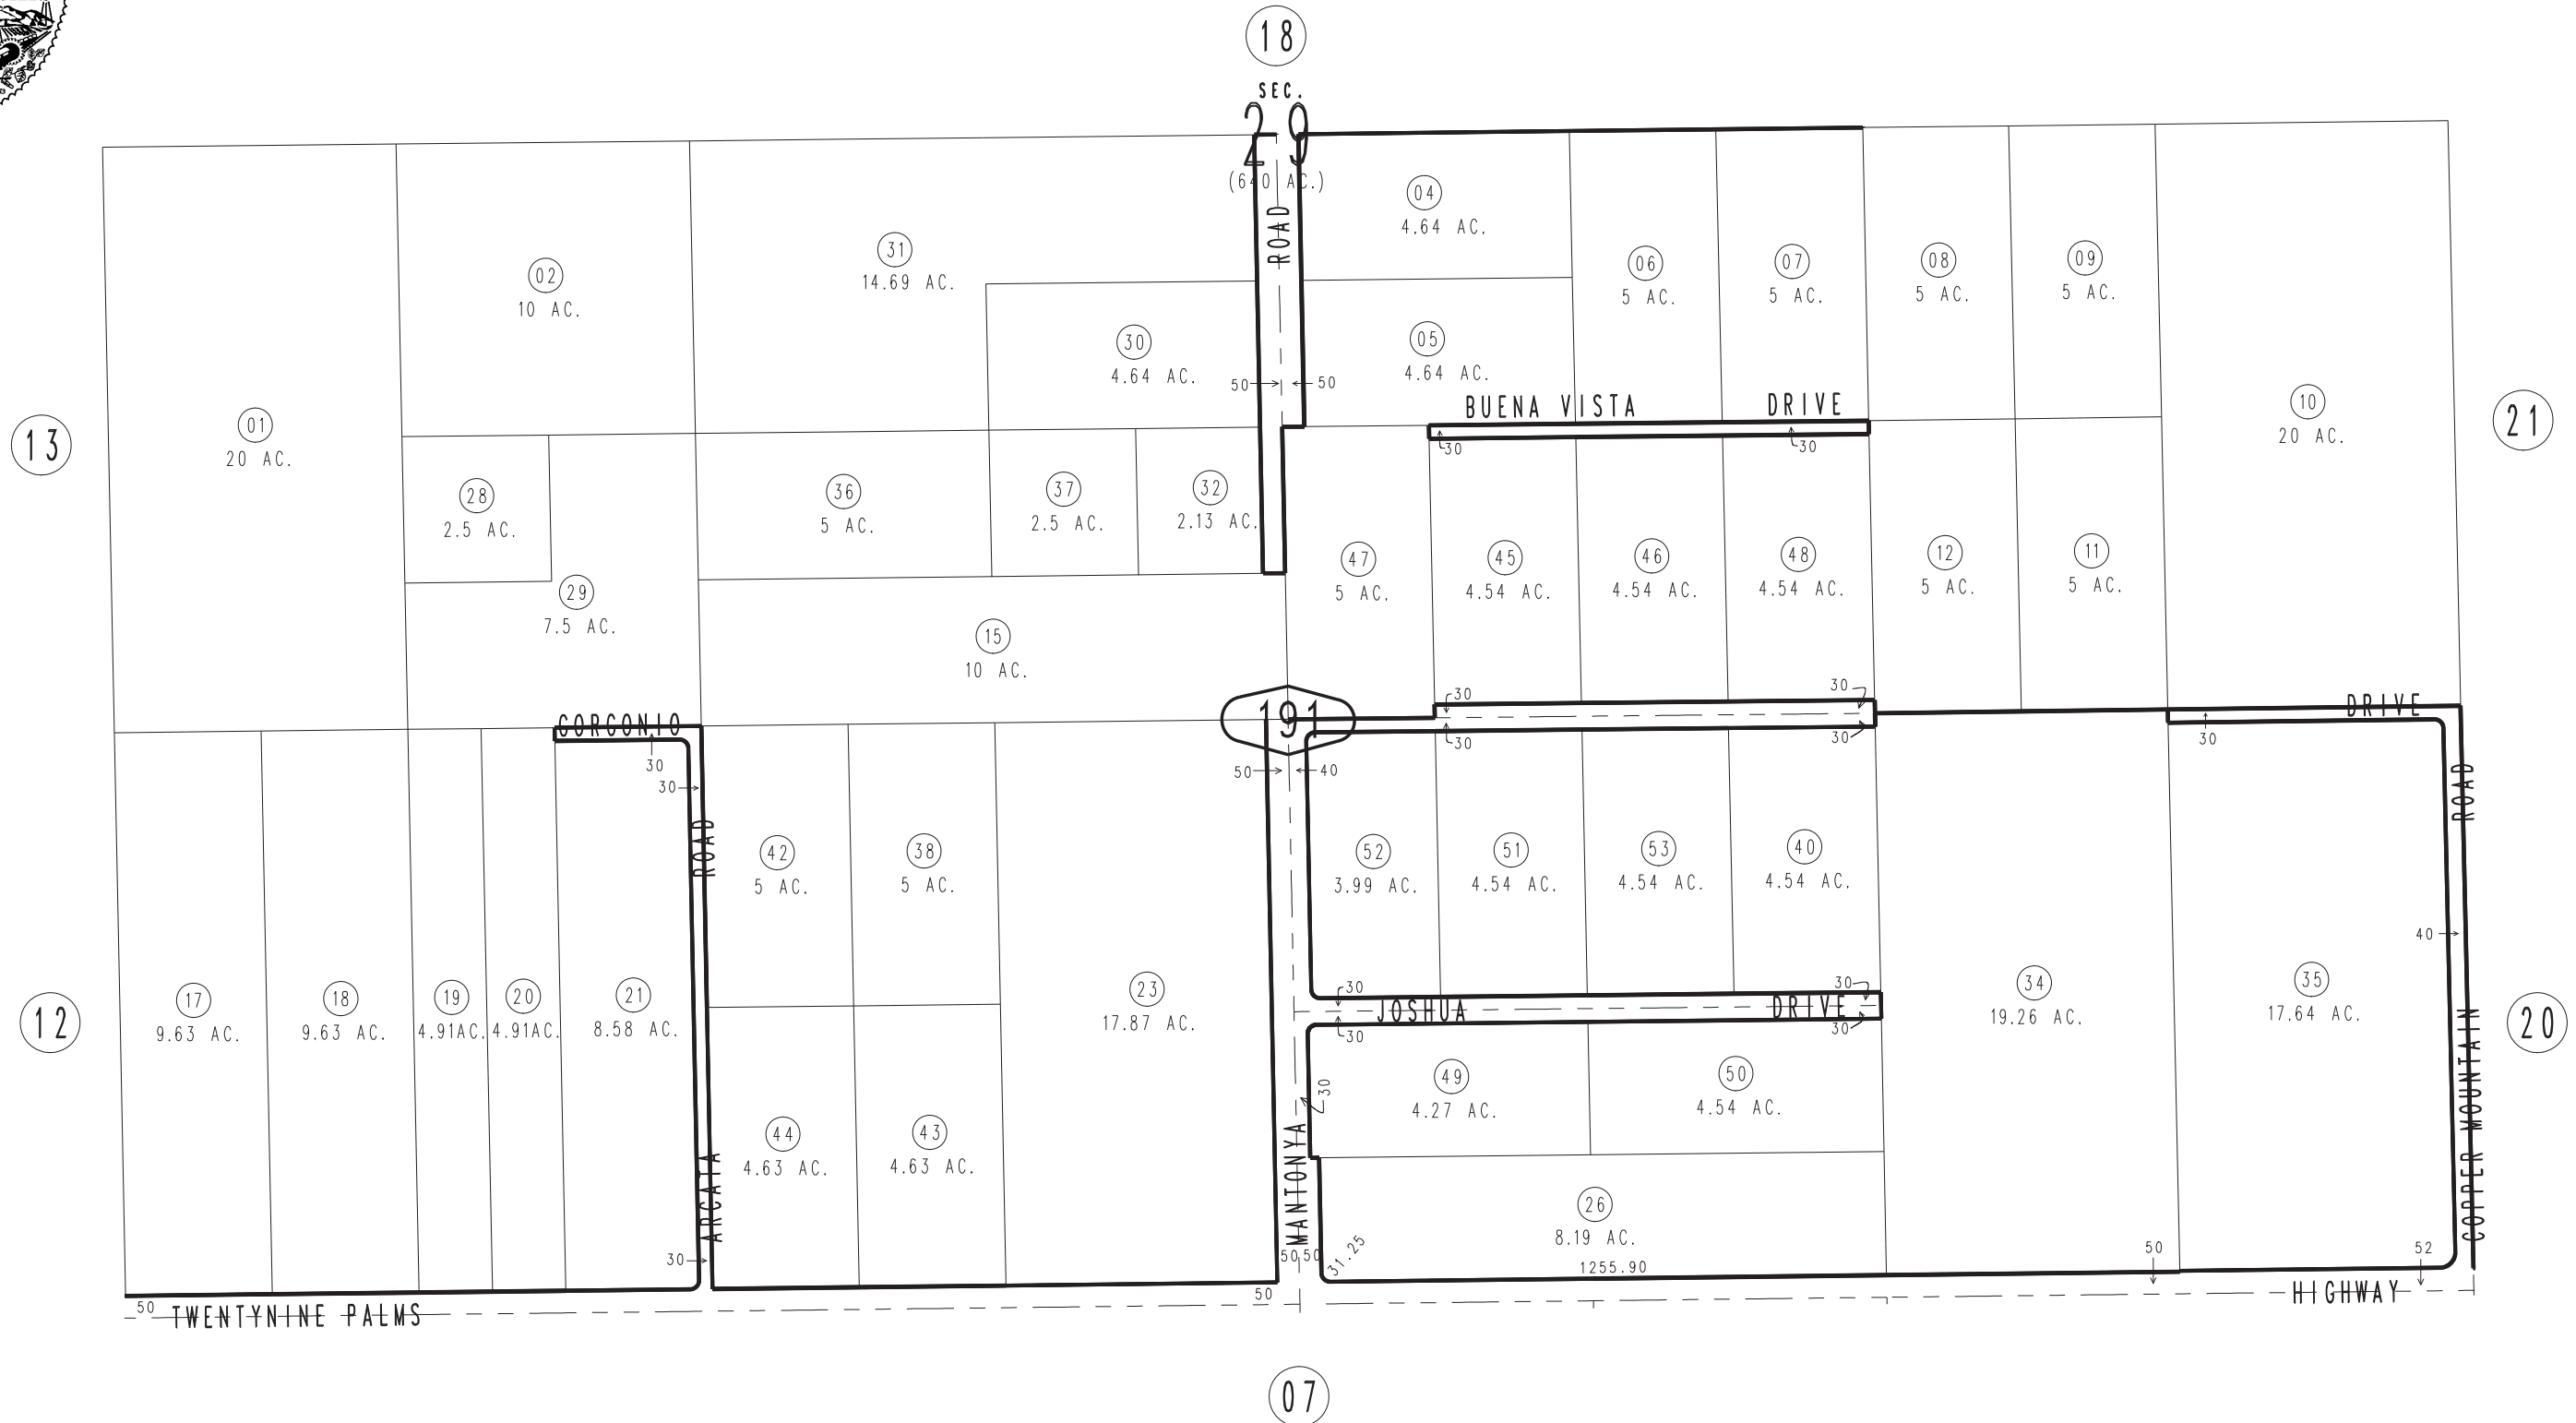 18
SEC.
29
(640 AC.)
ROAD
01
20 AC.
02
10 AC.
31
14.69 AC.
30
4.64 AC.
50
50
04
4.64 AC.
05
4.64 AC.
06
5 AC.
07
5 AC.
08
5 AC.
09
5 AC.
10
20 AC.
13
21
BUENA VISTA DRIVE
30
30
28
2.5 AC.
29
7.5 AC.
36
5 AC.
37
2.5 AC.
32
2.13 AC.
15
10 AC.
47
5 AC.
45
4.54 AC.
46
4.54 AC.
48
4.54 AC.
12
5 AC.
11
5 AC.
30
30
191
GORGONIO
DRIVE
30
30
30
30
30
50
40
ROAD
ROAD
42
5 AC.
38
5 AC.
52
3.99 AC.
51
4.54 AC.
53
4.54 AC.
40
4.54 AC.
40
12
17
9.63 AC.
18
9.63 AC.
19
4.91AC.
20
4.91AC.
21
8.58 AC.
23
17.87 AC.
30
30
JOSHUA DRIVE
30
30
34
19.26 AC.
35
17.64 AC.
20
49
4.27 AC.
50
4.54 AC.
30
44
4.63 AC.
43
4.63 AC.
ARCATA
MANTONYA
COPPER MOUNTAIN
26
8.19 AC.
1255.90
31.25
30
50
50
50
52
50
50
TWENTYNINE PALMS
HIGHWAY
07